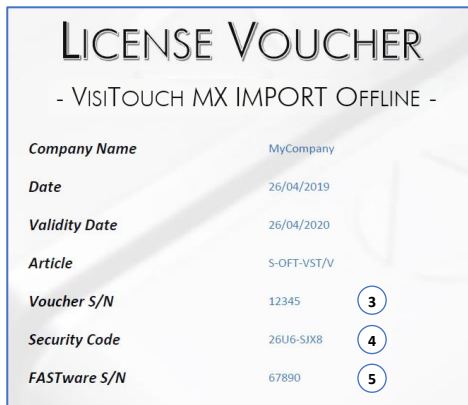 LICENSE VOUCHER
- VISITOUCH MX IMPORT OFFLINE -
Company Name MyCompany
Date 26/04/2019
Validity Date 26/04/2020
Article S-OFT-VST/V
Voucher S/N 12345 3
Security Code 26U6-SJX8 4
FASTware S/N 67890 5